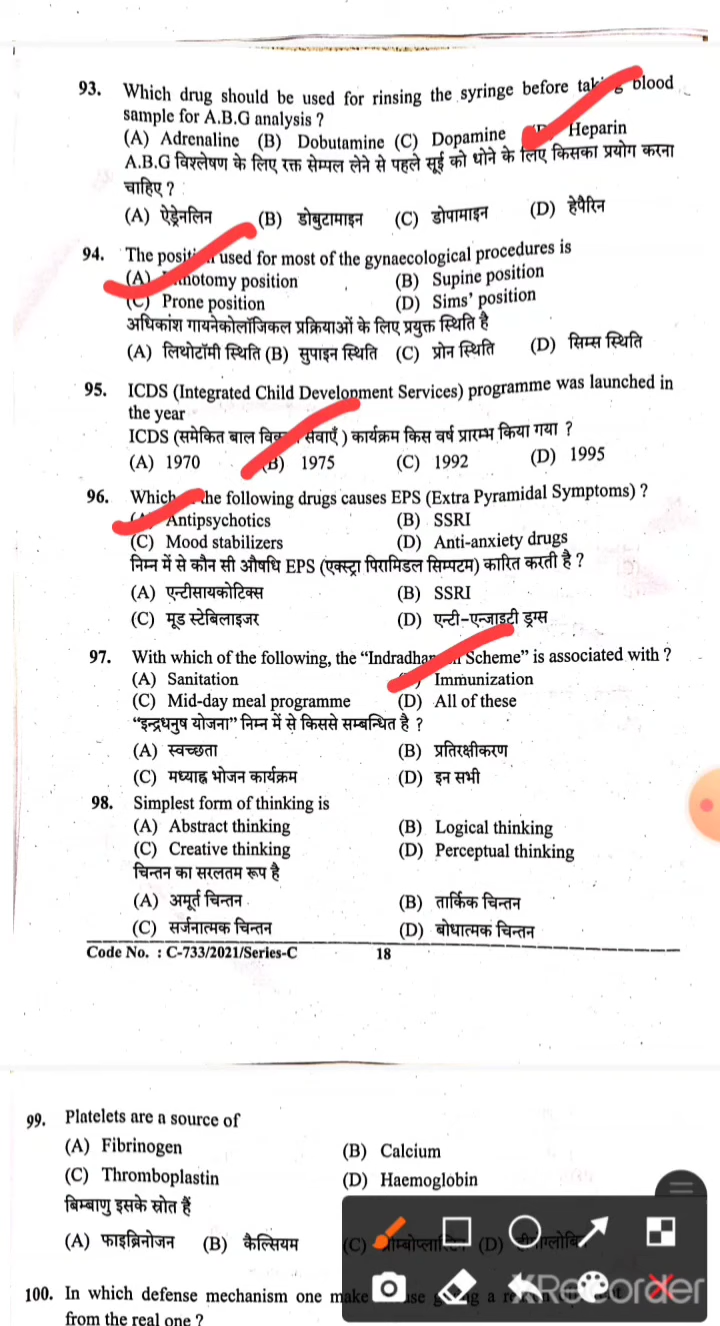 93. Which drug should be used for rinsing the syringe before blood
sample for A.B.G analysis ?
(A) Adrenaline (B) Dobutamine (C) Dopamine Heparin
A.B.G विश्लेषण के लिए रक्त सेम्पल लेने से पहले सूई को धोने के लिए किसका प्रयोग करना
चाहिए ?
(A) ऐड्रेनलिन (B) डोबुटामाइन (C) डोपामाइन (D) हेपैरिन
94. The used for most of the gynaecological procedures is
(A) position (B) Supine position
(C) Prone position (D) Sims' position
अधिकांश गायनेकोलॉजिकल प्रक्रियाओं के लिए प्रयुक्त स्थिति है
(A) लिथोटॉमी स्थिति (B) सुपाइन स्थिति (C) प्रोन स्थिति (D) सिम्स स्थिति
95. ICDS (Integrated Child Development Services) programme was launched in
the year
ICDS (समेकित बाल सेवाएँ ) कार्यक्रम किस वर्ष प्रारम्भ किया गया ?
(A) 1970 (B) 1975 (C) 1992 (D) 1995
96. Which the following drugs causes EPS (Extra Pyramidal Symptoms) ?
Antipsychotics (B) SSRI
(C) Mood stabilizers (D) Anti-anxiety drugs
निम्न में से कौन सी औषधि EPS (एक्स्ट्रा पिरामिडल सिम्पटम) कारित करती है ?
(A) एन्टीसायकोटिक्स (B) SSRI
(C) मूड स्टेबिलाइजर (D) एन्टी-एन्जाइटी ड्रग्स
97. With which of the following, the “Indradhanush Scheme” is associated with ?
(A) Sanitation Immunization
(C) Mid-day meal programme (D) All of these
“इन्द्रधनुष योजना” निम्न में से किससे सम्बन्धित है ?
(A) स्वच्छता (B) प्रतिरक्षीकरण
(C) मध्याह्न भोजन कार्यक्रम (D) इन सभी
98. Simplest form of thinking is
(A) Abstract thinking (B) Logical thinking
(C) Creative thinking (D) Perceptual thinking
चिन्तन का सरलतम रूप है
(A) अमूर्त चिन्तन (B) तार्किक चिन्तन
(C) सर्जनात्मक चिन्तन (D) बोधात्मक चिन्तन
Code No. : C-733/2021/Series-C 18
99. Platelets are a source of
(A) Fibrinogen (B) Calcium
(C) Thromboplastin (D) Haemoglobin
बिम्बाणु इसके स्रोत हैं
(A) फाइब्रिनोजन (B) कैल्सियम (C) (D)
100. In which defense mechanism one
from the real one ?